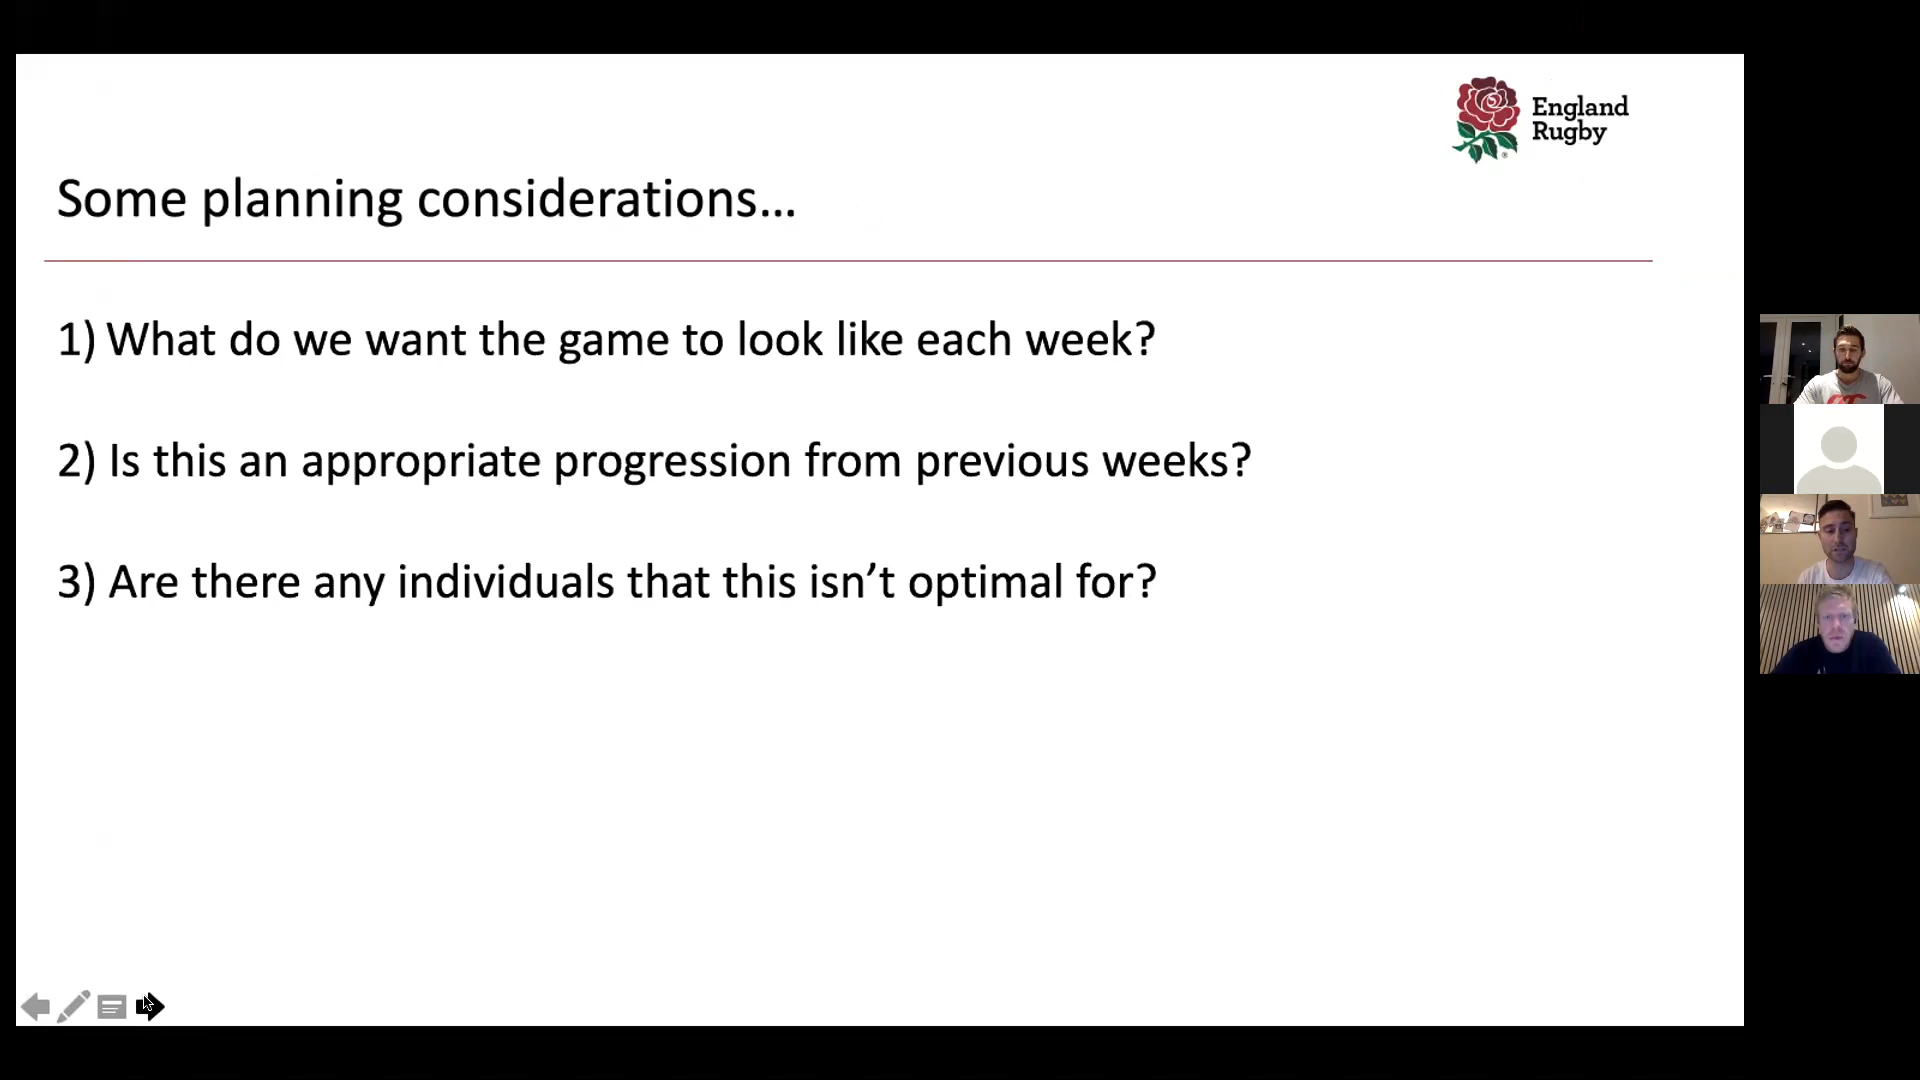 England
Rugby
Some planning considerations...
1) What do we want the game to look like each week?
2) Is this an appropriate progression from previous weeks?
3) Are there any individuals that this isn’t optimal for?